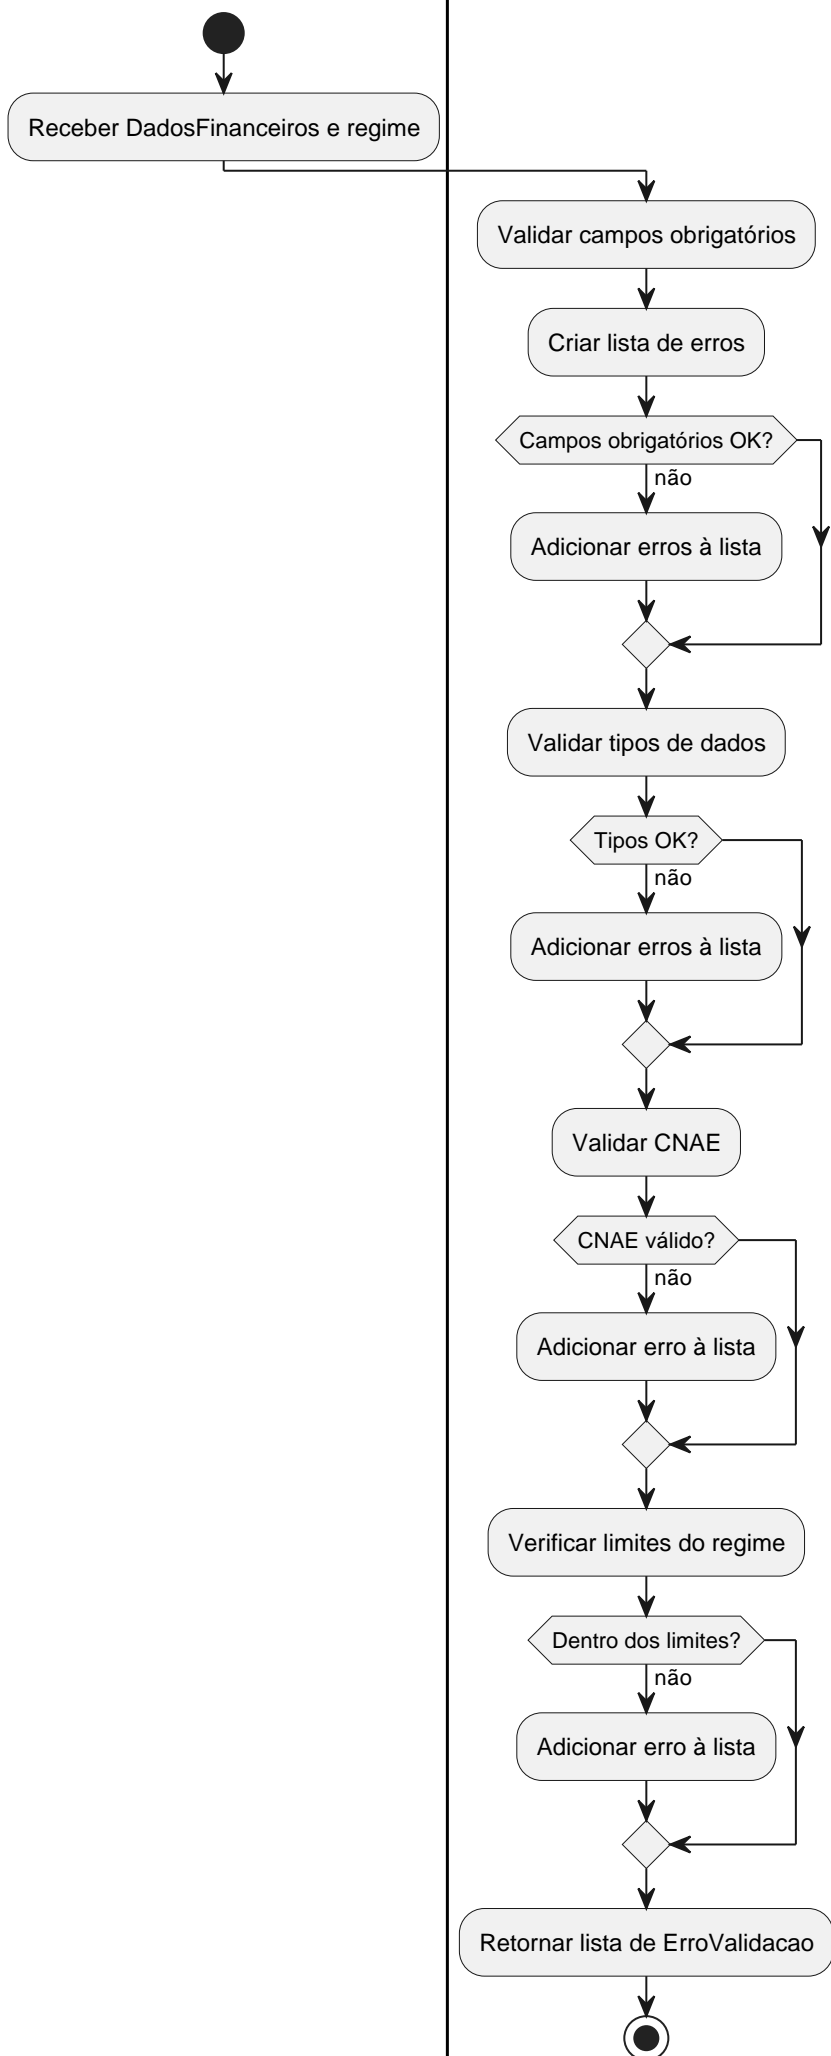 Receber DadosFinanceiros e regime
Validar campos obrigatórios
Criar lista de erros
Campos obrigatórios OK?
não
Adicionar erros à lista
Validar tipos de dados
Tipos OK?
não
Adicionar erros à lista
Validar CNAE
CNAE válido?
não
Adicionar erro à lista
Verificar limites do regime
Dentro dos limites?
não
Adicionar erro à lista
Retornar lista de ErroValidacao